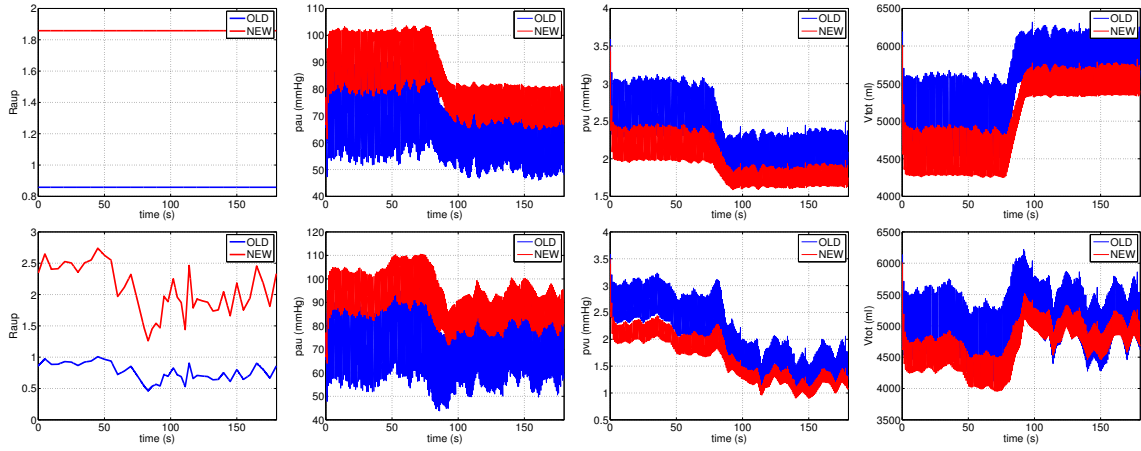 2
1.8
1.6
1.4
1.2
1
0.8
0
50
100
150
time (s)
Raup
OLD
NEW
110
100
90
80
70
60
50
40
0
50
100
150
time (s)
pau (mmHg)
OLD
NEW
4
3.5
3
2.5
2
1.5
0
50
100
150
time (s)
pvu (mmHg)
OLD
NEW
6500
6000
5500
5000
4500
4000
0
50
100
150
time (s)
Vtot (ml)
OLD
NEW
3
2.5
2
1.5
1
0.5
0
0
50
100
150
time (s)
Raup
OLD
NEW
120
110
100
90
80
70
60
50
40
0
50
100
150
time (s)
pau (mmHg)
OLD
NEW
4
3.5
3
2.5
2
1.5
1
0.5
0
50
100
150
time (s)
pvu (mmHg)
OLD
NEW
6500
6000
5500
5000
4500
4000
3500
0
50
100
150
time (s)
Vtot (ml)
OLD
NEW